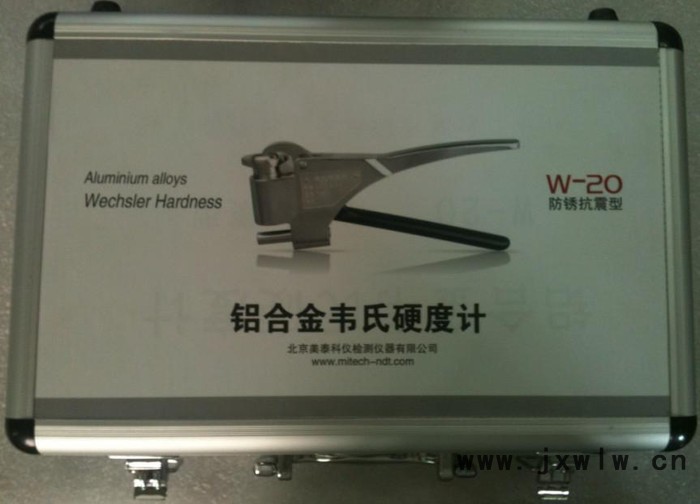 Aluminium alloys
Wechsler Hardness
W-20
防锈抗震型
铝合金韦氏硬度计
北京美泰科仪检测仪器有限公司
www.mitech-ndt.com
www.jxwlw.cn